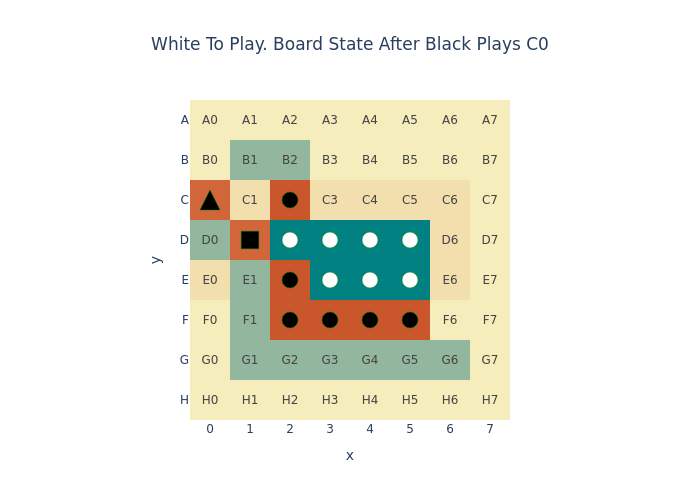 White To Play. Board State After Black Plays C0
A A0 A1 A2 A3 A4 A5 A6 A7
B B0 B1 B2 B3 B4 B5 B6 B7
C C1 C3 C4 C5 C6 C7
D D0 D6 D7
E E0 E1 E6 E7
F F0 F1 F6 F7
G G0 G1 G2 G3 G4 G5 G6 G7
H H0 H1 H2 H3 H4 H5 H6 H7
0 1 2 3 4 5 6 7
x
y